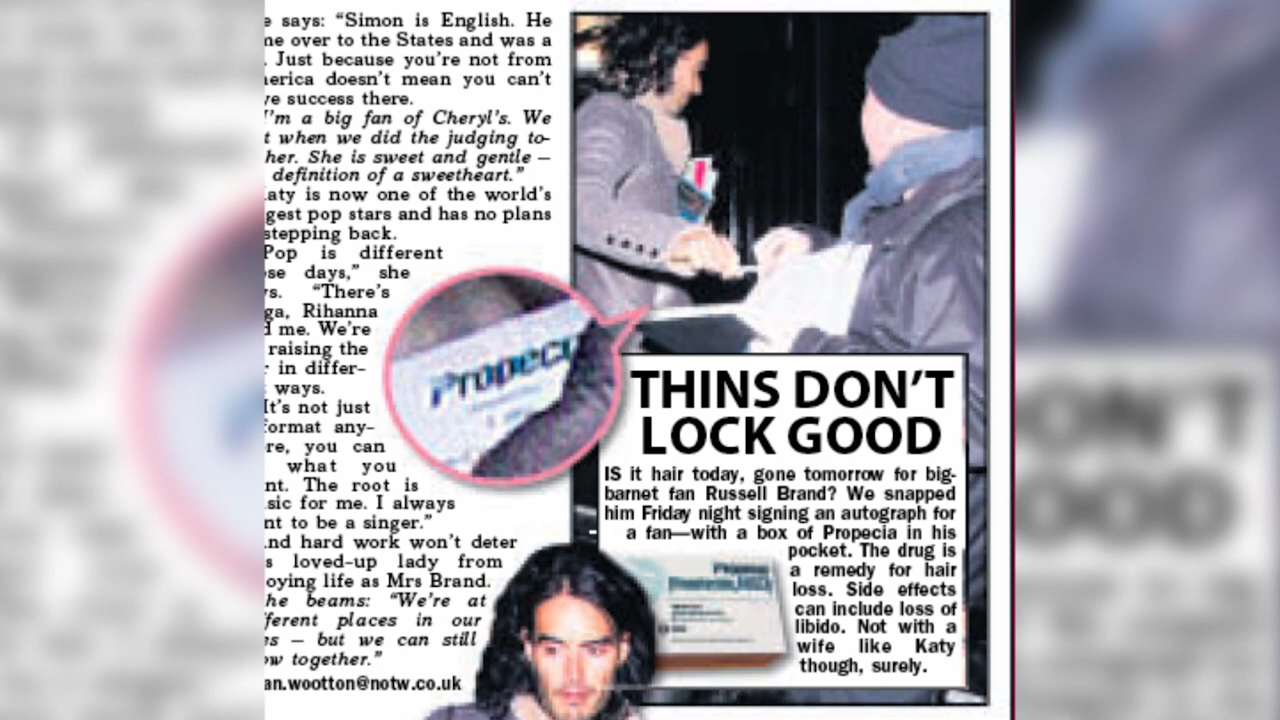 e says: “Simon is English. He
me over to the States and was a
. Just because you’re not from
nerica doesn’t mean you can’t
ve success there.
I’m a big fan of Cheryl’s. We
t when we did the judging to-
her. She is sweet and gentle –
definition of a sweetheart.”
aty is now one of the world’s
gest pop stars and has no plans
stepping back.
Pop is different
ose days,” she
ys. “There’s
ga, Rihanna
d me. We’re
raising the
r in differ-
t ways.
It’s not just
format any-
re, you can
what you
nt. The root is
sic for me. I always
nt to be a singer.”
and hard work won’t deter
s loved-up lady from
oying life as Mrs Brand.
he beams: “We’re at
fferent places in our
es – but we can still
ow together.”
an.wootton@notw.co.uk
Propecia
THINS DON’T
LOCK GOOD
IS it hair today, gone tomorrow for big-
barnet fan Russell Brand? We snapped
him Friday night signing an autograph for
a fan—with a box of Propecia in his
pocket. The drug is
a remedy for hair
loss. Side effects
can include loss of
libido. Not with a
wife like Katy
though, surely.